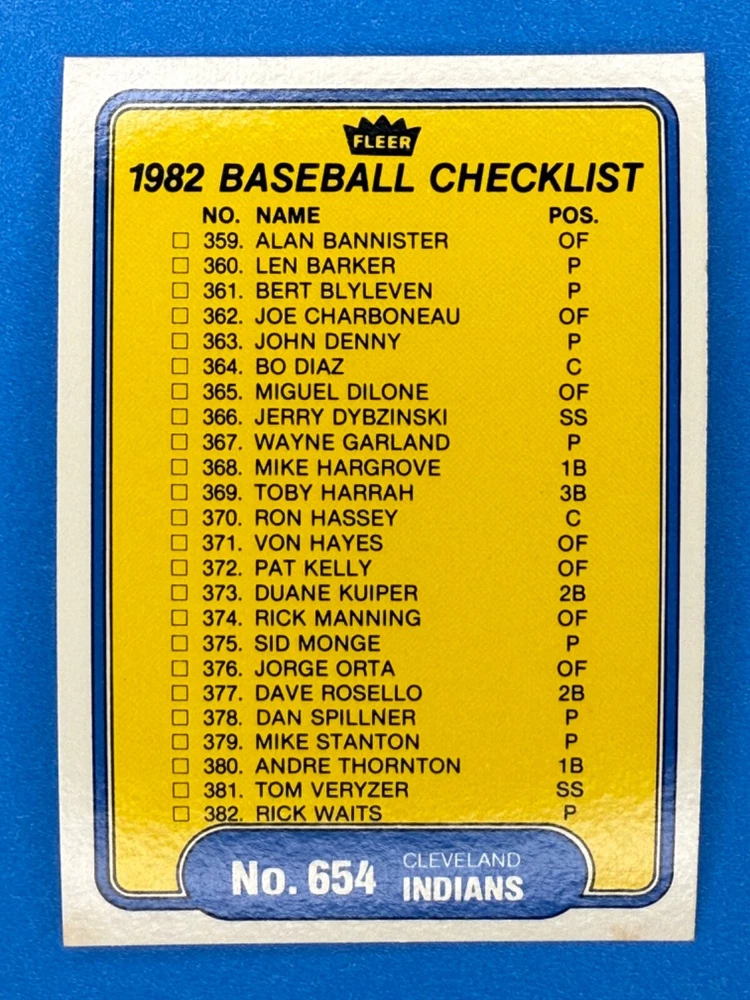 FLEER
1982 BASEBALL CHECKLIST
NO. NAME POS.
359. ALAN BANNISTER OF
360. LEN BARKER P
361. BERT BLYLEVEN P
362. JOE CHARBONEAU OF
363. JOHN DENNY P
364. BO DIAZ C
365. MIGUEL DILONE OF
366. JERRY DYBZINSKI SS
367. WAYNE GARLAND P
368. MIKE HARGROVE 1B
369. TOBY HARRAH 3B
370. RON HASSEY C
371. VON HAYES OF
372. PAT KELLY OF
373. DUANE KUIPER 2B
374. RICK MANNING OF
375. SID MONGE P
376. JORGE ORTA OF
377. DAVE ROSELLO 2B
378. DAN SPILLNER P
379. MIKE STANTON P
380. ANDRE THORNTON 1B
381. TOM VERYZER SS
382. RICK WAITS P
No. 654 CLEVELAND
INDIANS